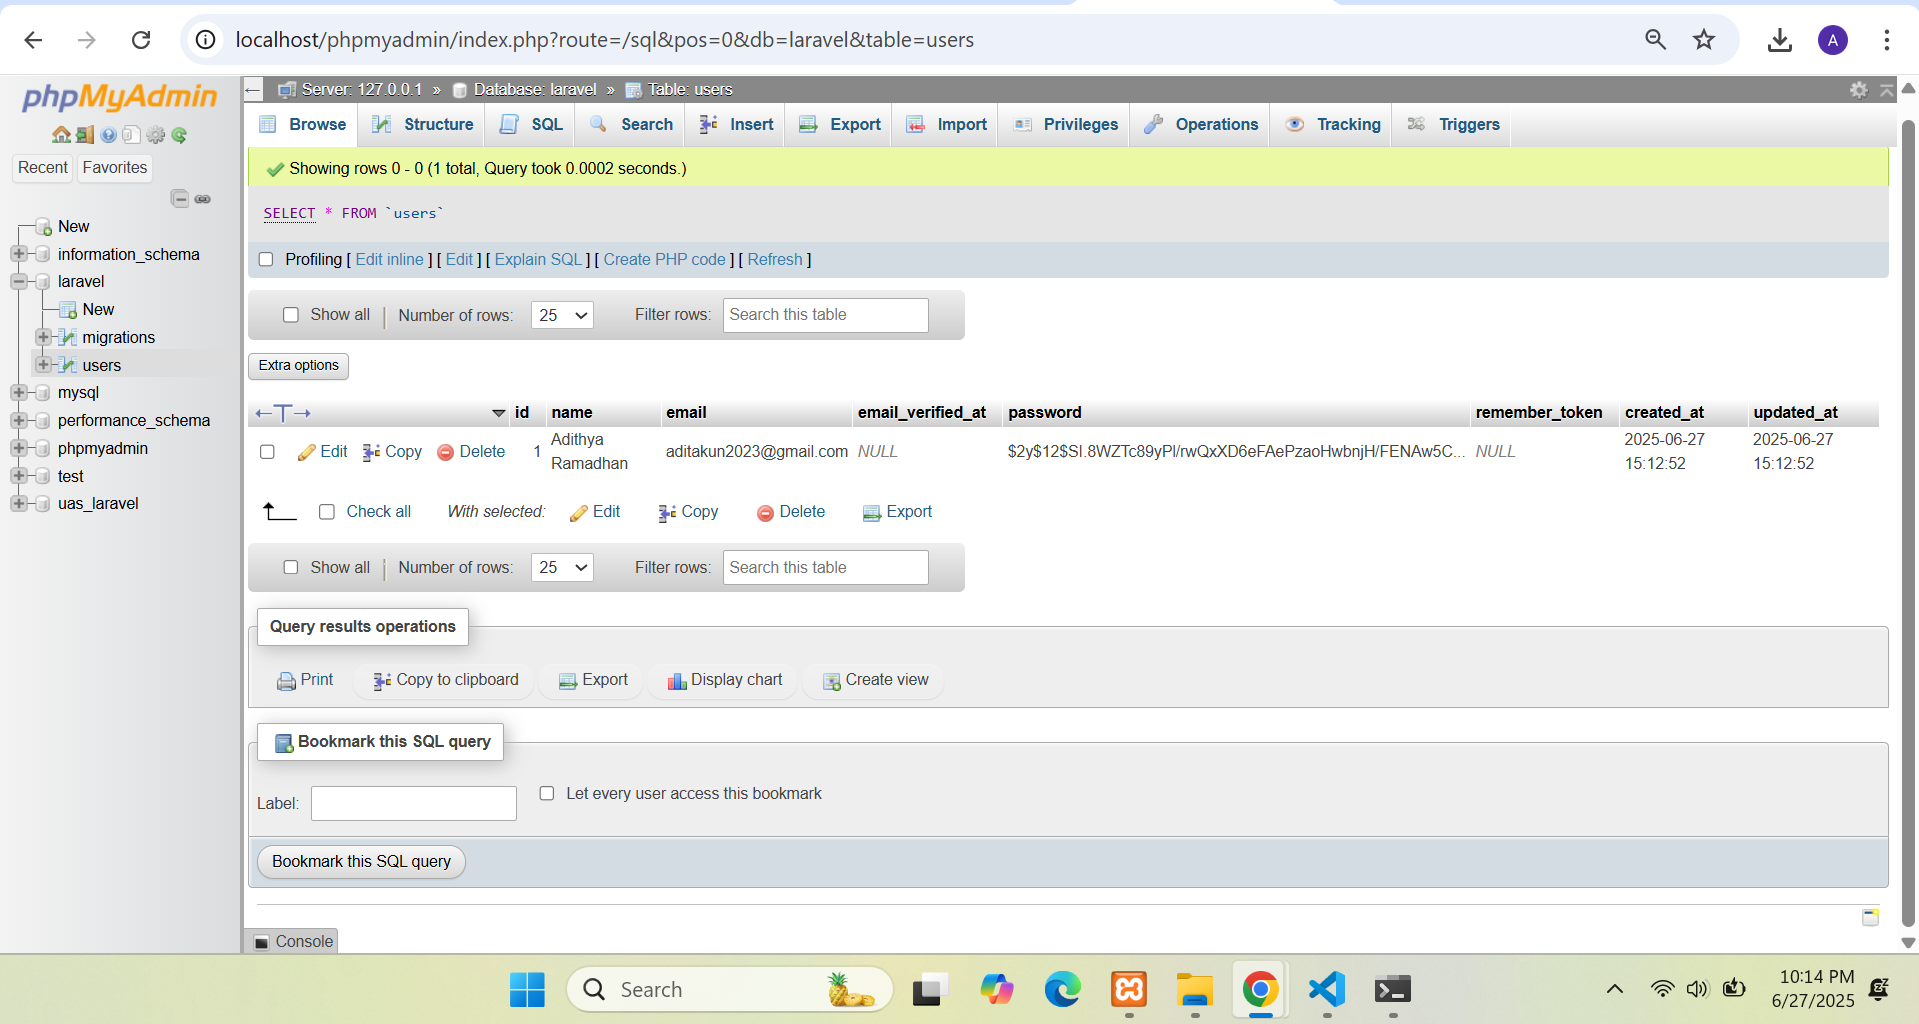 localhost/phpmyadmin/index.php?route=/sql&pos=0&db=laravel&table=users
A
phpMyAdmin
Recent Favorites
New
information_schema
laravel
New
migrations
users
mysql
performance_schema
phpmyadmin
test
uas_laravel
Server: 127.0.0.1 » Database: laravel » Table: users
Browse Structure SQL Search Insert Export Import Privileges Operations Tracking Triggers
Showing rows 0 - 0 (1 total, Query took 0.0002 seconds.)
SELECT * FROM `users`
Profiling [ Edit inline ] [ Edit ] [ Explain SQL ] [ Create PHP code ] [ Refresh ]
Show all Number of rows: 25 Filter rows: Search this table
Extra options
←T→ id name email email_verified_at password remember_token created_at updated_at
Edit Copy Delete 1 Adithya Ramadhan aditakun2023@gmail.com NULL $2y$12$SI.8WZTc89yPl/rwQxXD6eFAePzaoHwbnjH/FENAw5C... NULL 2025-06-27 15:12:52 2025-06-27 15:12:52
Check all With selected: Edit Copy Delete Export
Show all Number of rows: 25 Filter rows: Search this table
Query results operations
Print Copy to clipboard Export Display chart Create view
Bookmark this SQL query
Label: Let every user access this bookmark
Bookmark this SQL query
Console
Search
10:14 PM
6/27/2025